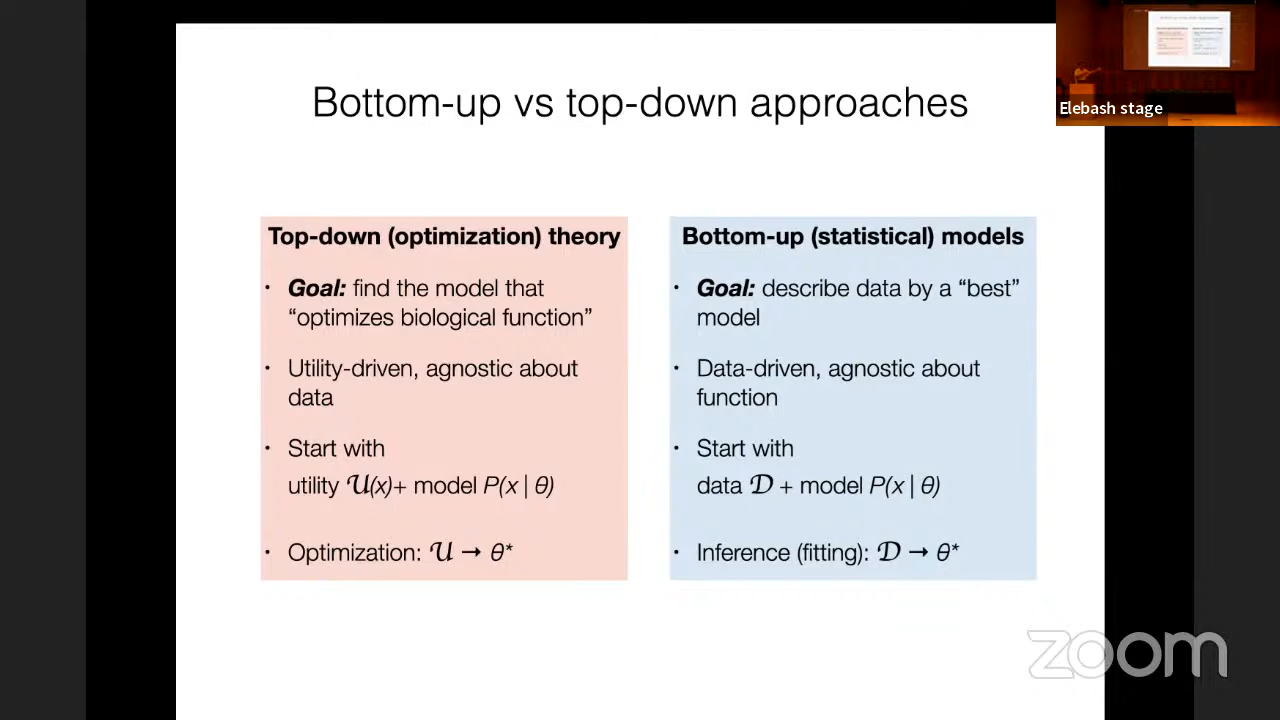 Bottom-up vs top-down approaches
Elebash stage
Top-down (optimization) theory
• Goal: find the model that
“optimizes biological function”
• Utility-driven, agnostic about
data
• Start with
utility 𝒰(x)+ model P(x | θ)
• Optimization: 𝒰 → θ*
Bottom-up (statistical) models
• Goal: describe data by a “best”
model
• Data-driven, agnostic about
function
• Start with
data 𝒟 + model P(x | θ)
• Inference (fitting): 𝒟 → θ*
zoom